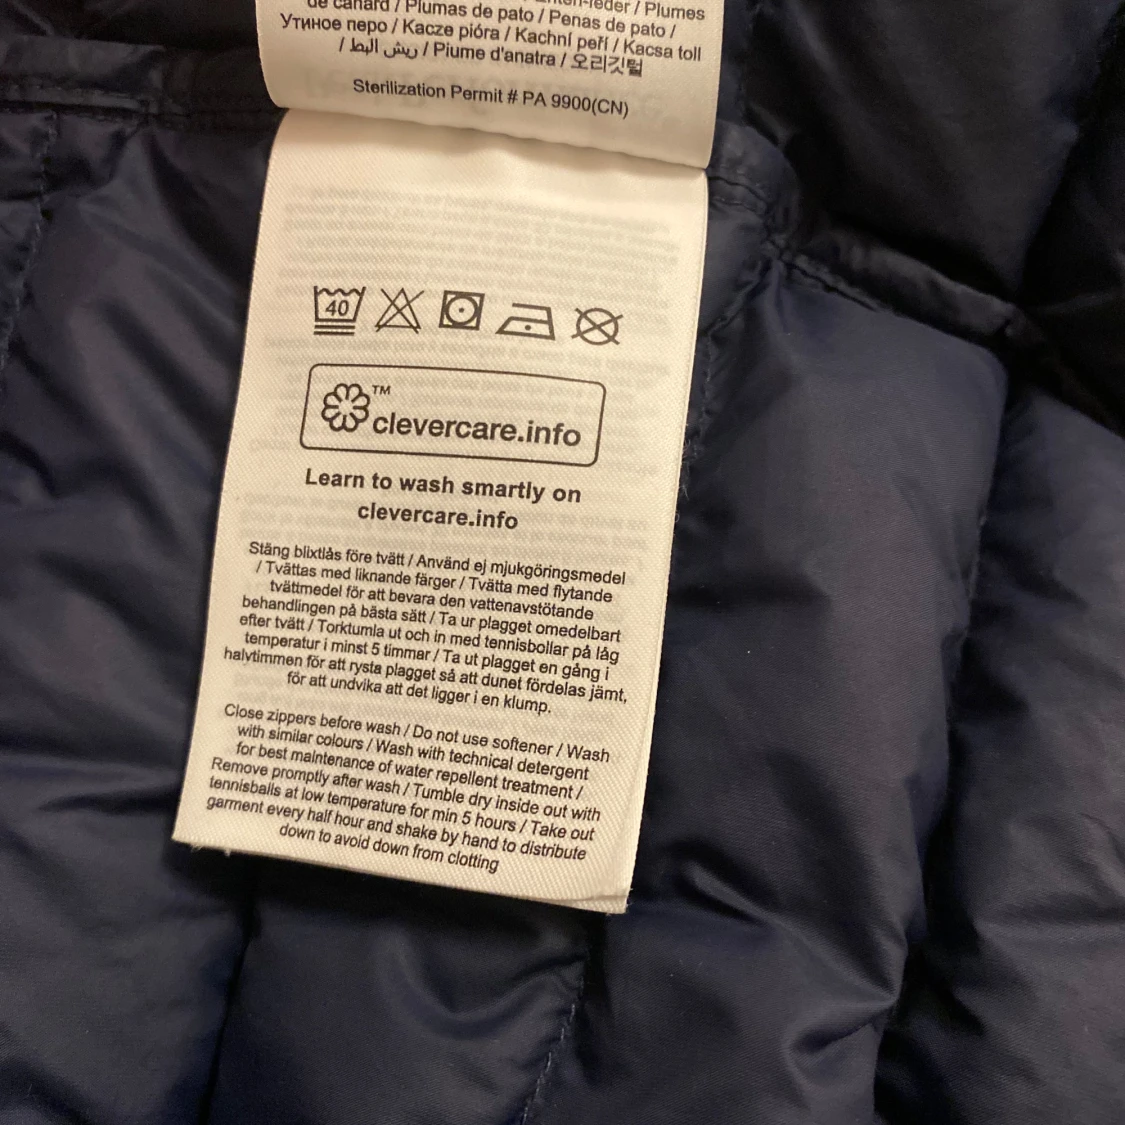 de canard / Plumas de pato / Penas de pato /
Утиное перо / Kacze pióra / Kachní peří / Kacsa toll
/ ريش البط / Piume d'anatra / 오리깃털
Sterilization Permit # PA 9900(CN)
40
TM
clevercare.info
Learn to wash smartly on
clevercare.info
Stäng blixtlås före tvätt / Använd ej mjukgöringsmedel
/ Tvättas med liknande färger / Tvätta med flytande
tvättmedel för att bevara den vattenavstötande
behandlingen på bästa sätt / Ta ur plagget omedelbart
efter tvätt / Torktumla ut och in med tennisbollar på låg
temperatur i minst 5 timmar / Ta ut plagget en gång i
halvtimmen för att rysta plagget så att dunet fördelas jämt,
för att undvika att det ligger i en klump.
Close zippers before wash / Do not use softener / Wash
with similar colours / Wash with technical detergent
for best maintenance of water repellent treatment /
Remove promptly after wash / Tumble dry inside out with
tennisballs at low temperature for min 5 hours / Take out
garment every half hour and shake by hand to distribute
down to avoid down from clotting